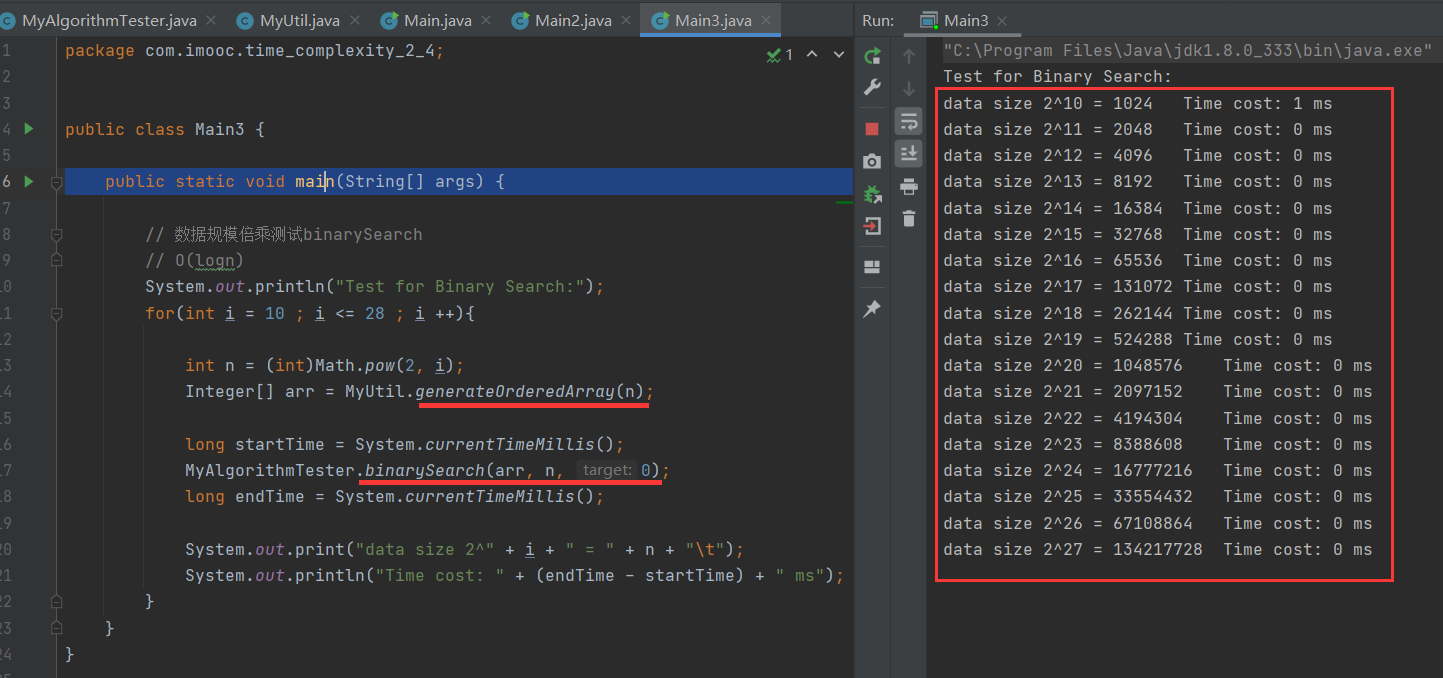 MyAlgorithmTester.java × MyUtil.java × Main.java × Main2.java × Main3.java ×
1 package com.imooc.time_complexity_2_4;
1
2
3
4 public class Main3 {
5
6 public static void main(String[] args) {
7
8 // 数据规模倍乘测试binarySearch
9 // O(logn)
10 System.out.println("Test for Binary Search:");
11 for(int i = 10 ; i <= 28 ; i ++){
12
13 int n = (int)Math.pow(2, i);
14 Integer[] arr = MyUtil.generateOrderedArray(n);
15
16 long startTime = System.currentTimeMillis();
17 MyAlgorithmTester.binarySearch(arr, n, target: 0);
18 long endTime = System.currentTimeMillis();
19
20 System.out.print("data size 2^" + i + " = " + n + "\t");
21 System.out.println("Time cost: " + (endTime - startTime) + " ms");
22 }
23 }
24 }
Run: Main3 ×
"C:\Program Files\Java\jdk1.8.0_333\bin\java.exe"
Test for Binary Search:
data size 2^10 = 1024 Time cost: 1 ms
data size 2^11 = 2048 Time cost: 0 ms
data size 2^12 = 4096 Time cost: 0 ms
data size 2^13 = 8192 Time cost: 0 ms
data size 2^14 = 16384 Time cost: 0 ms
data size 2^15 = 32768 Time cost: 0 ms
data size 2^16 = 65536 Time cost: 0 ms
data size 2^17 = 131072 Time cost: 0 ms
data size 2^18 = 262144 Time cost: 0 ms
data size 2^19 = 524288 Time cost: 0 ms
data size 2^20 = 1048576 Time cost: 0 ms
data size 2^21 = 2097152 Time cost: 0 ms
data size 2^22 = 4194304 Time cost: 0 ms
data size 2^23 = 8388608 Time cost: 0 ms
data size 2^24 = 16777216 Time cost: 0 ms
data size 2^25 = 33554432 Time cost: 0 ms
data size 2^26 = 67108864 Time cost: 0 ms
data size 2^27 = 134217728 Time cost: 0 ms